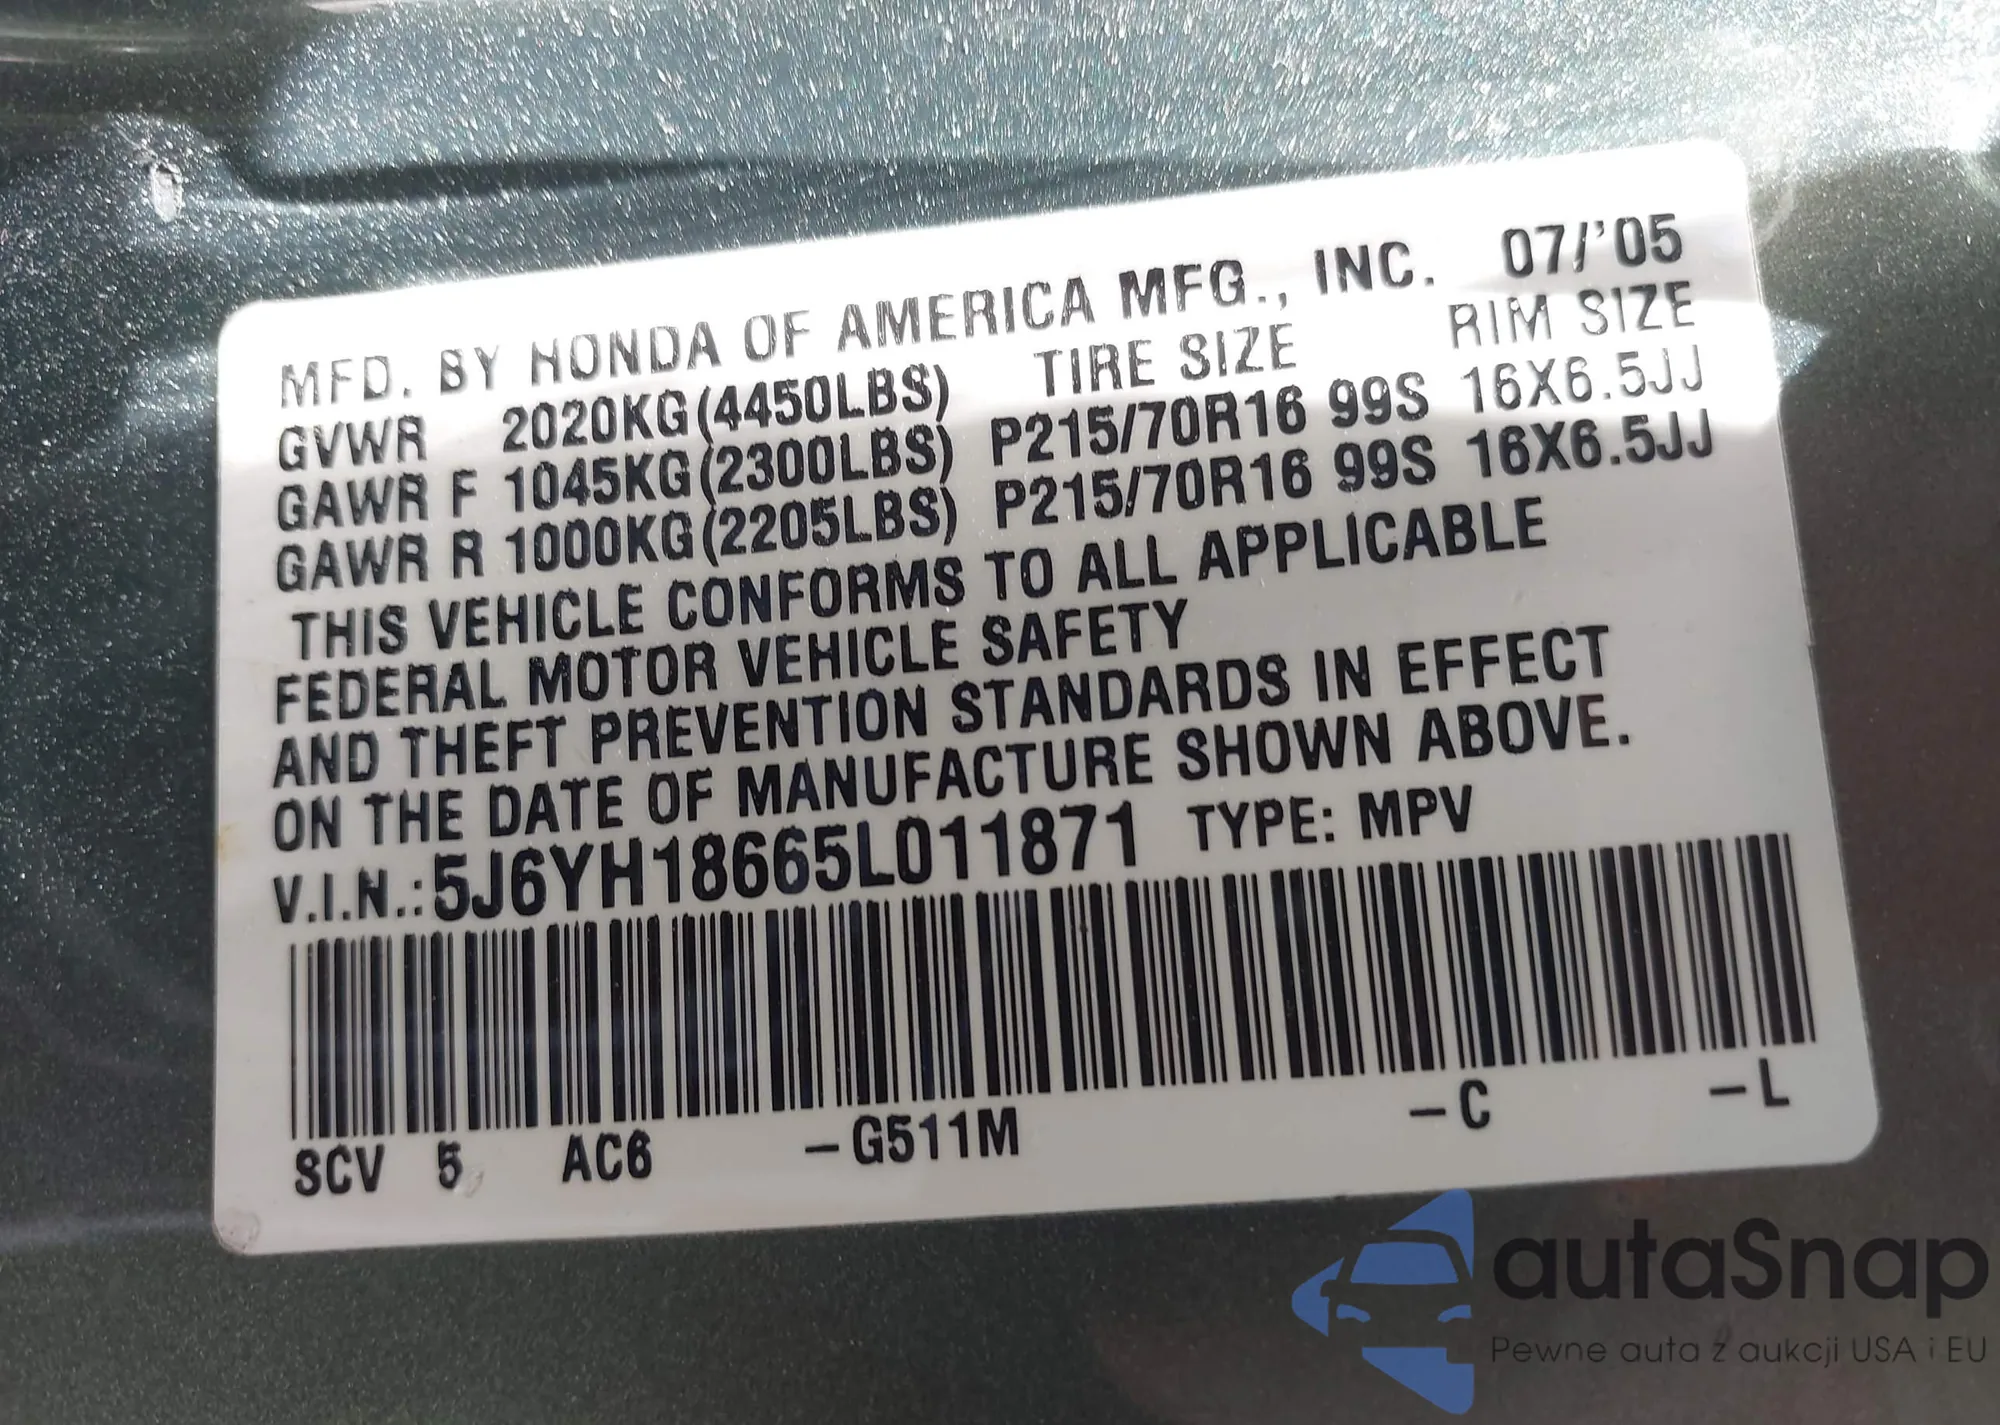 MFD. BY HONDA OF AMERICA MFG., INC. 07/'05
TIRE SIZE RIM SIZE
GVWR 2020KG(4450LBS)
GAWR F 1045KG(2300LBS) P215/70R16 99S 16X6.5JJ
GAWR R 1000KG(2205LBS) P215/70R16 99S 16X6.5JJ
THIS VEHICLE CONFORMS TO ALL APPLICABLE
FEDERAL MOTOR VEHICLE SAFETY
AND THEFT PREVENTION STANDARDS IN EFFECT
ON THE DATE OF MANUFACTURE SHOWN ABOVE.
V.I.N.:5J6YH18665L011871 TYPE: MPV
SCV 5 AC6 -G511M -C -L
autaSnap
Pewne auta z aukcji USA i EU